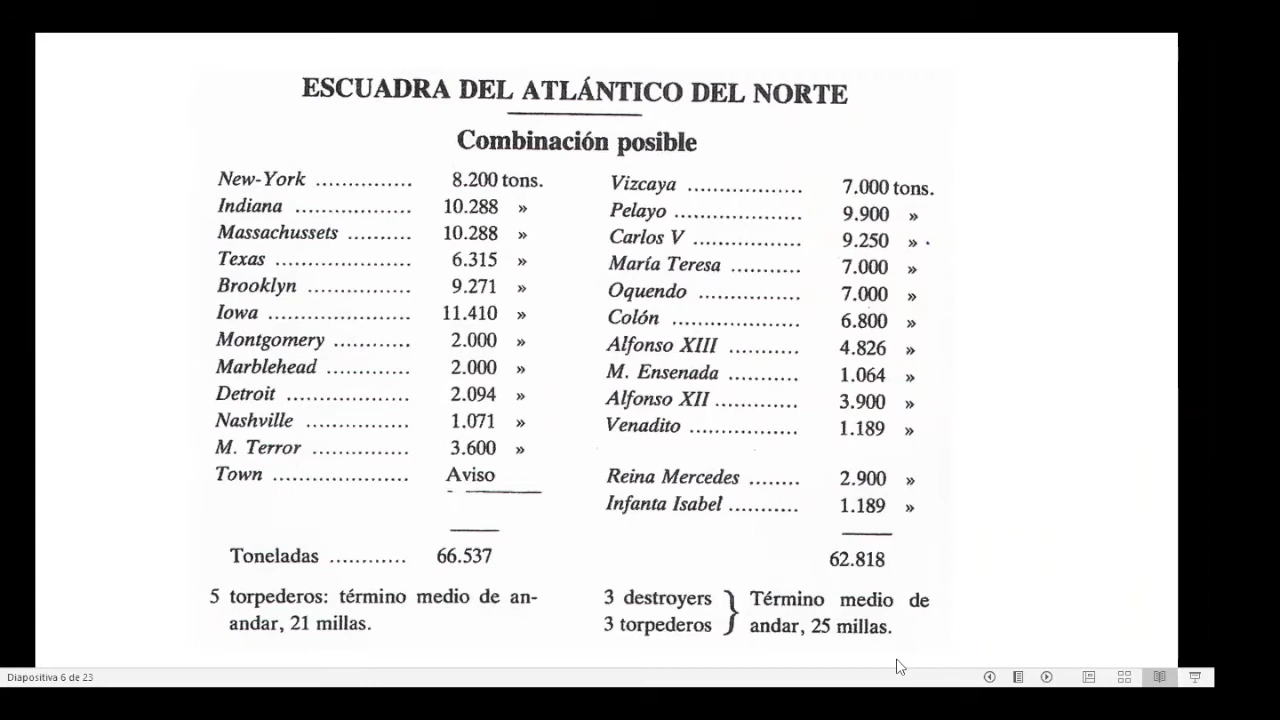 ESCUADRA DEL ATLÁNTICO DEL NORTE
Combinación posible
New-York ............... 8.200 tons.
Indiana .................. 10.288 »
Massachussets .......... 10.288 »
Texas ..................... 6.315 »
Brooklyn ................ 9.271 »
Iowa ...................... 11.410 »
Montgomery ............ 2.000 »
Marblehead ............. 2.000 »
Detroit ................... 2.094 »
Nashville ................ 1.071 »
M. Terror ............... 3.600 »
Town ..................... Aviso
Toneladas ............ 66.537
5 torpederos: término medio de an-
andar, 21 millas.
Vizcaya .................. 7.000 tons.
Pelayo .................... 9.900 »
Carlos V ................. 9.250 »
María Teresa ........... 7.000 »
Oquendo ................ 7.000 »
Colón .................... 6.800 »
Alfonso XIII ........... 4.826 »
M. Ensenada .......... 1.064 »
Alfonso XII ............. 3.900 »
Venadito ................. 1.189 »
Reina Mercedes ........ 2.900 »
Infanta Isabel ........... 1.189 »
62.818
3 destroyers } Término medio de
3 torpederos andar, 25 millas.
Diapositiva 6 de 23